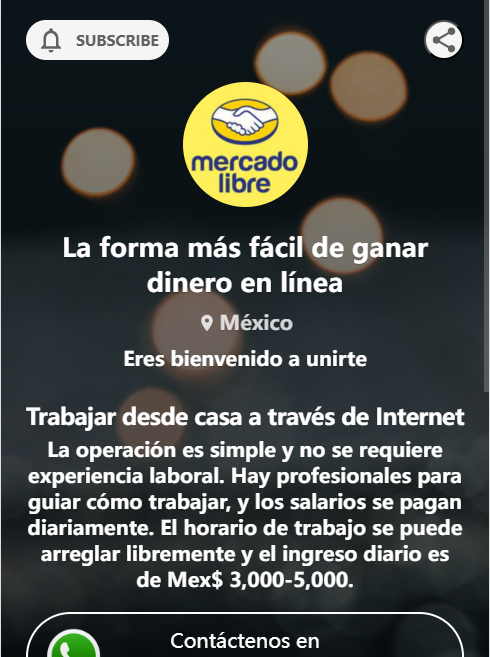 SUBSCRIBE
mercado
libre
La forma más fácil de ganar
dinero en línea
México
Eres bienvenido a unirte
Trabajar desde casa a través de Internet
La operación es simple y no se requiere
experiencia laboral. Hay profesionales para
guiar cómo trabajar, y los salarios se pagan
diariamente. El horario de trabajo se puede
arreglar libremente y el ingreso diario es
de Mex$ 3,000-5,000.
Contáctenos en